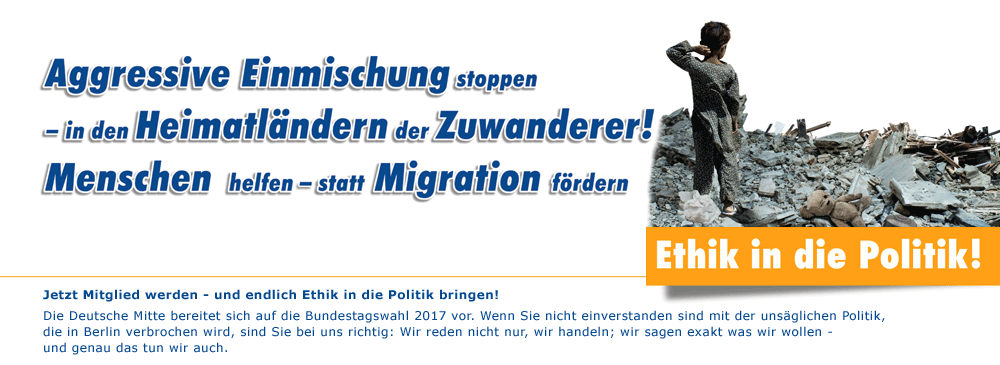 Aggressive Einmischung stoppen
– in den Heimatländern der Zuwanderer!
Menschen helfen – statt Migration fördern
Ethik in die Politik!
Jetzt Mitglied werden - und endlich Ethik in die Politik bringen!
Die Deutsche Mitte bereitet sich auf die Bundestagswahl 2017 vor. Wenn Sie nicht einverstanden sind mit der unsäglichen Politik,
die in Berlin verbrochen wird, sind Sie bei uns richtig: Wir reden nicht nur, wir handeln; wir sagen exakt was wir wollen -
und genau das tun wir auch.